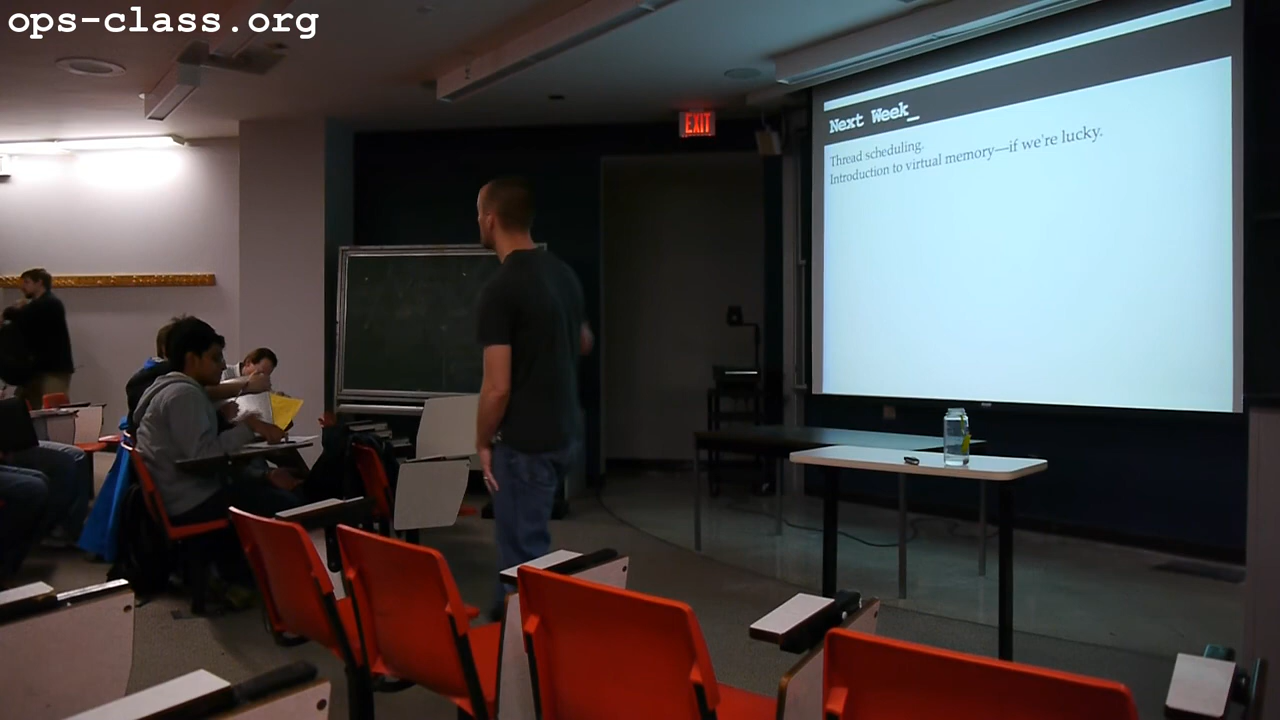 ops-class.org
EXIT
Next Week_
Thread scheduling.
Introduction to virtual memory—if we're lucky.